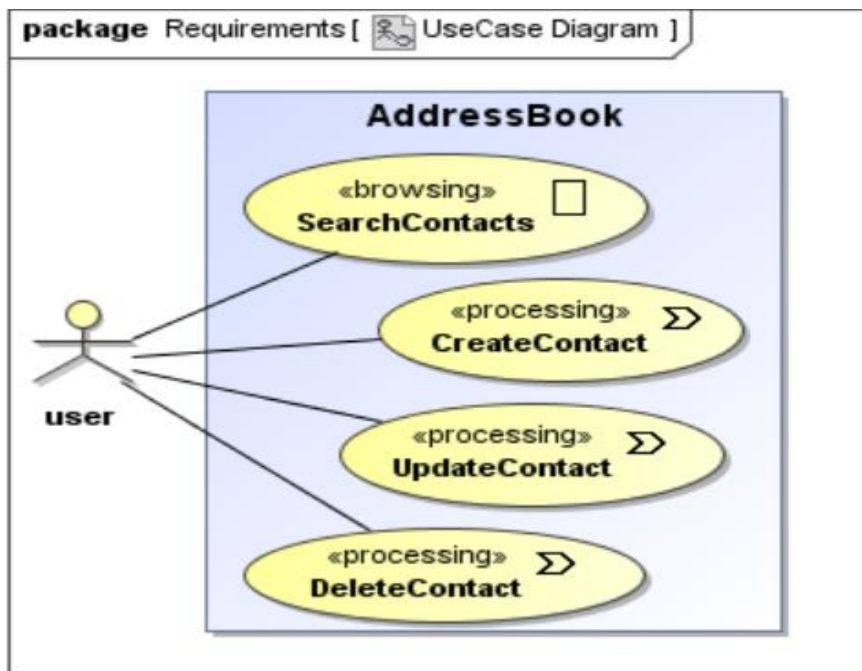 package Requirements [ UseCase Diagram ]
AddressBook
«browsing»
SearchContacts
«processing»
CreateContact
user
«processing»
UpdateContact
«processing»
DeleteContact